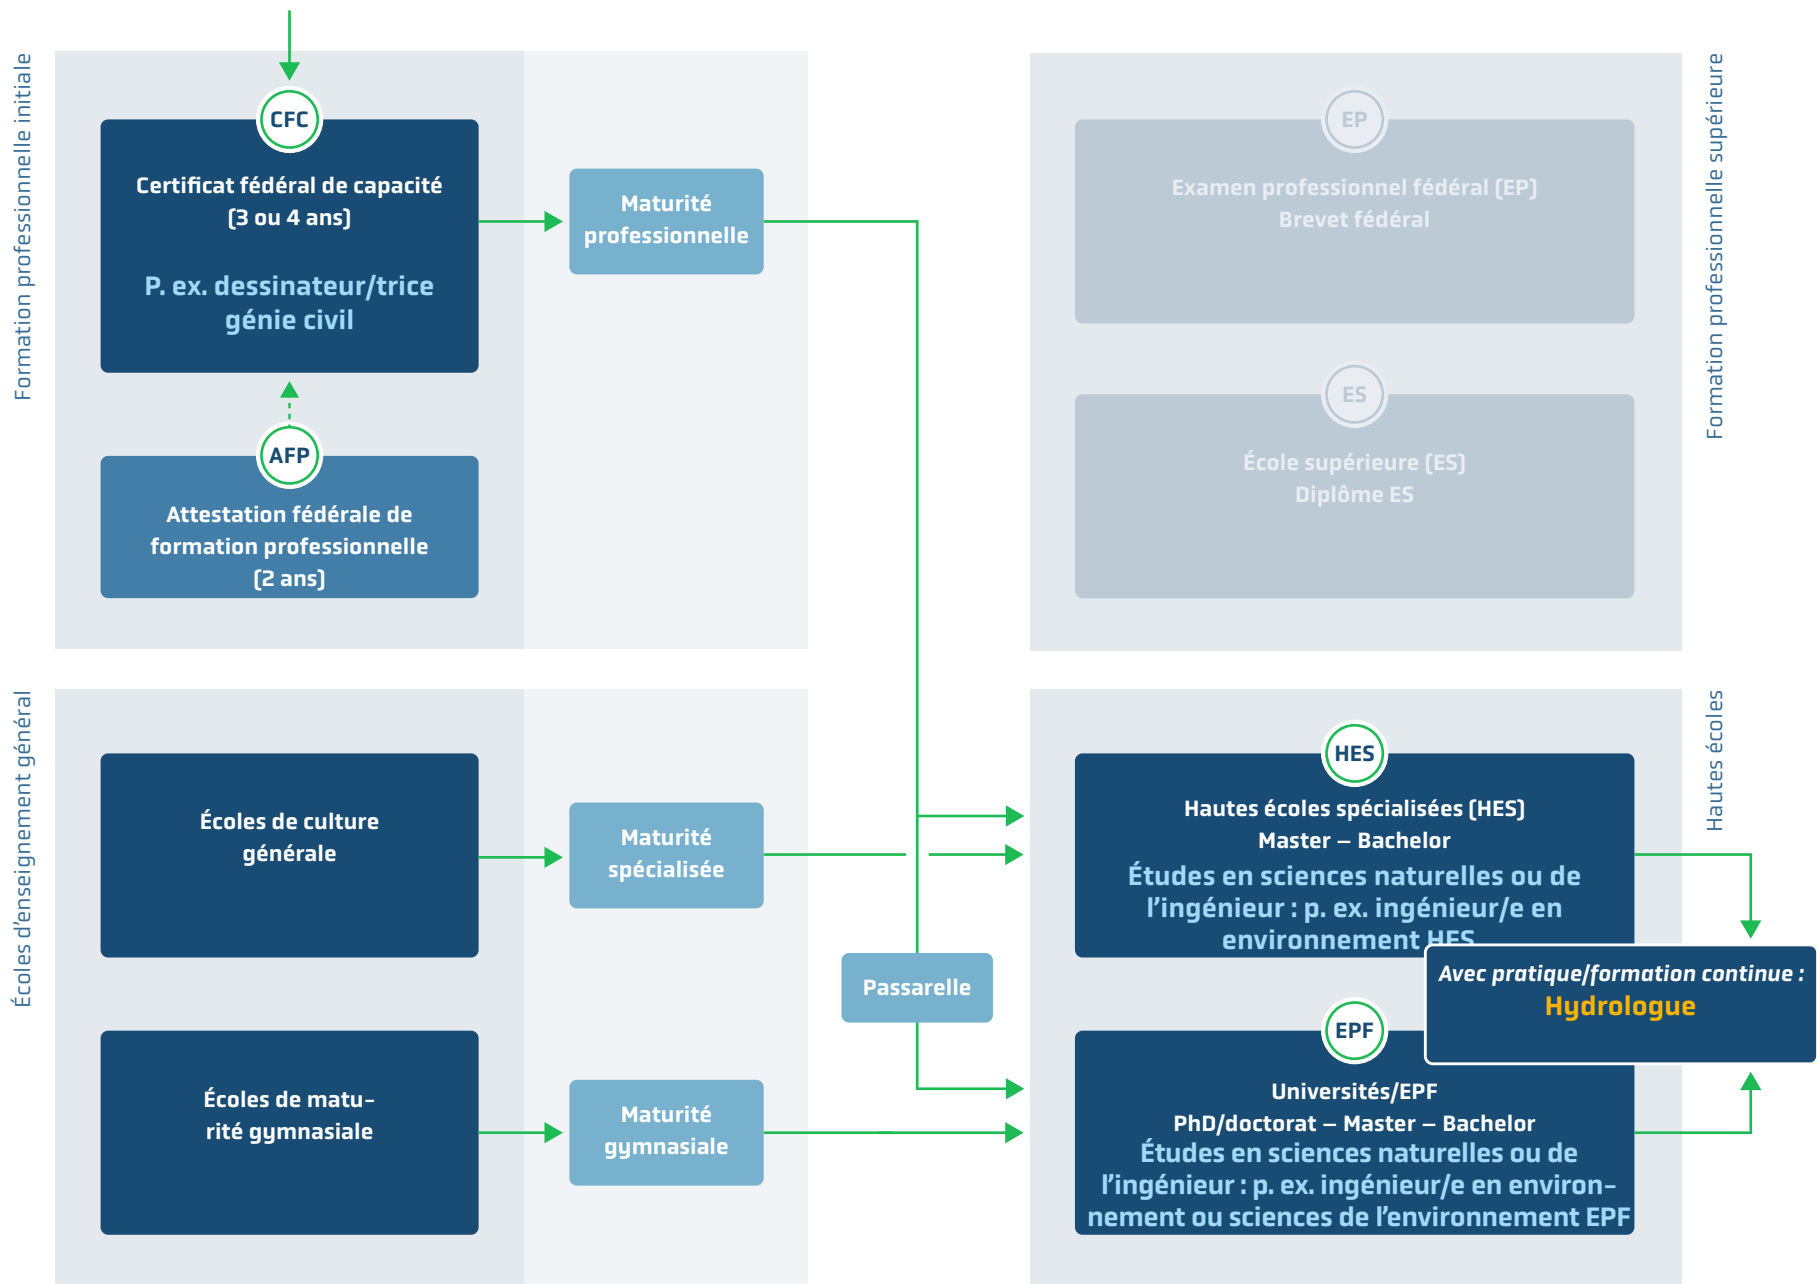 Formation professionnelle initiale
CFC
Certificat fédéral de capacité
(3 ou 4 ans)
P. ex. dessinateur/trice
génie civil
AFP
Attestation fédérale de
formation professionnelle
(2 ans)
Maturité
professionnelle
EP
Examen professionnel fédéral (EP)
Brevet fédéral
ES
École supérieure (ES)
Diplôme ES
Formation professionnelle supérieure
Écoles d'enseignement général
Écoles de culture
générale
Maturité
spécialisée
Écoles de matu-
rité gymnasiale
Maturité
gymnasiale
Passarelle
HES
Hautes écoles spécialisées (HES)
Master – Bachelor
Études en sciences naturelles ou de
l'ingénieur : p. ex. ingénieur/e en
environnement HES
Avec pratique/formation continue :
Hydrologue
EPF
Universités/EPF
PhD/doctorat – Master – Bachelor
Études en sciences naturelles ou de
l'ingénieur : p. ex. ingénieur/e en environ-
nement ou sciences de l'environnement EPF
Hautes écoles